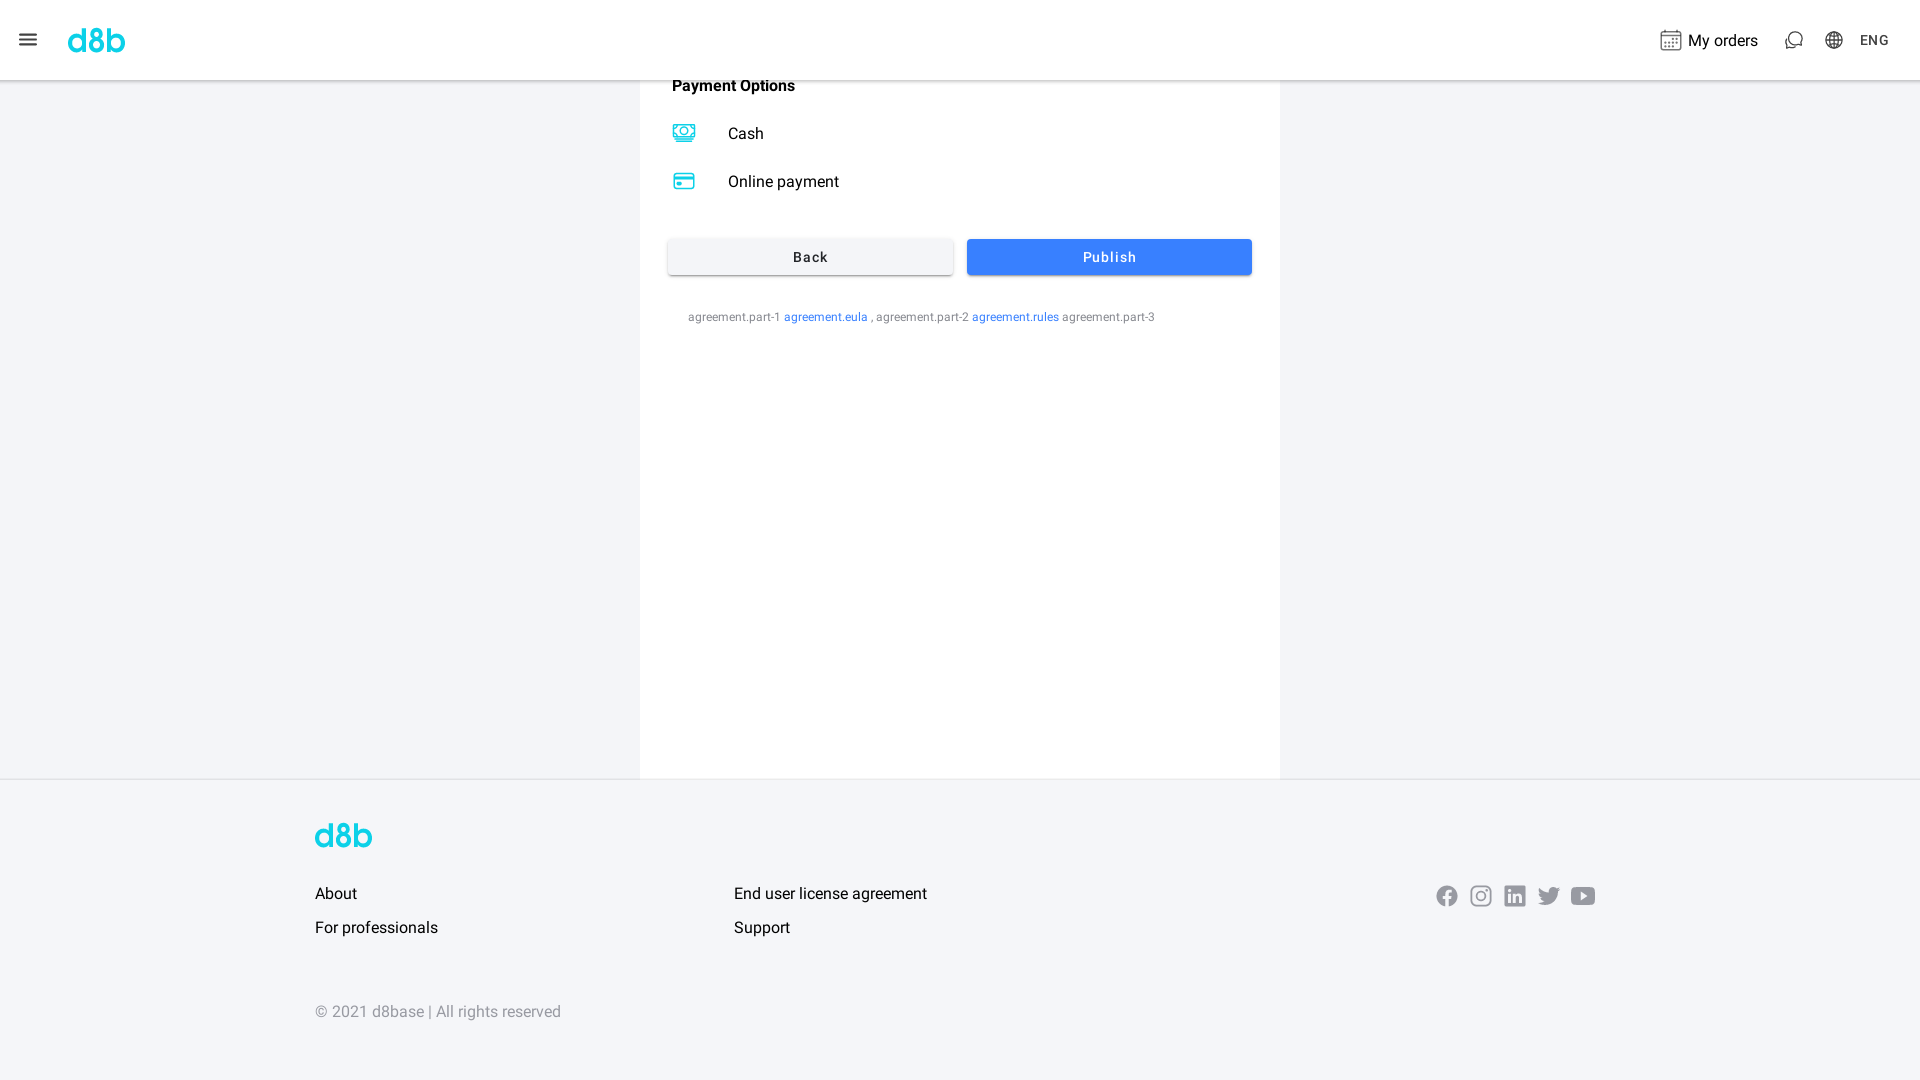 d8b
My orders
ENG
Payment Options
Cash
Online payment
Back
Publish
agreement.part-1 agreement.eula , agreement.part-2 agreement.rules agreement.part-3
d8b
About
End user license agreement
For professionals
Support
© 2021 d8base | All rights reserved